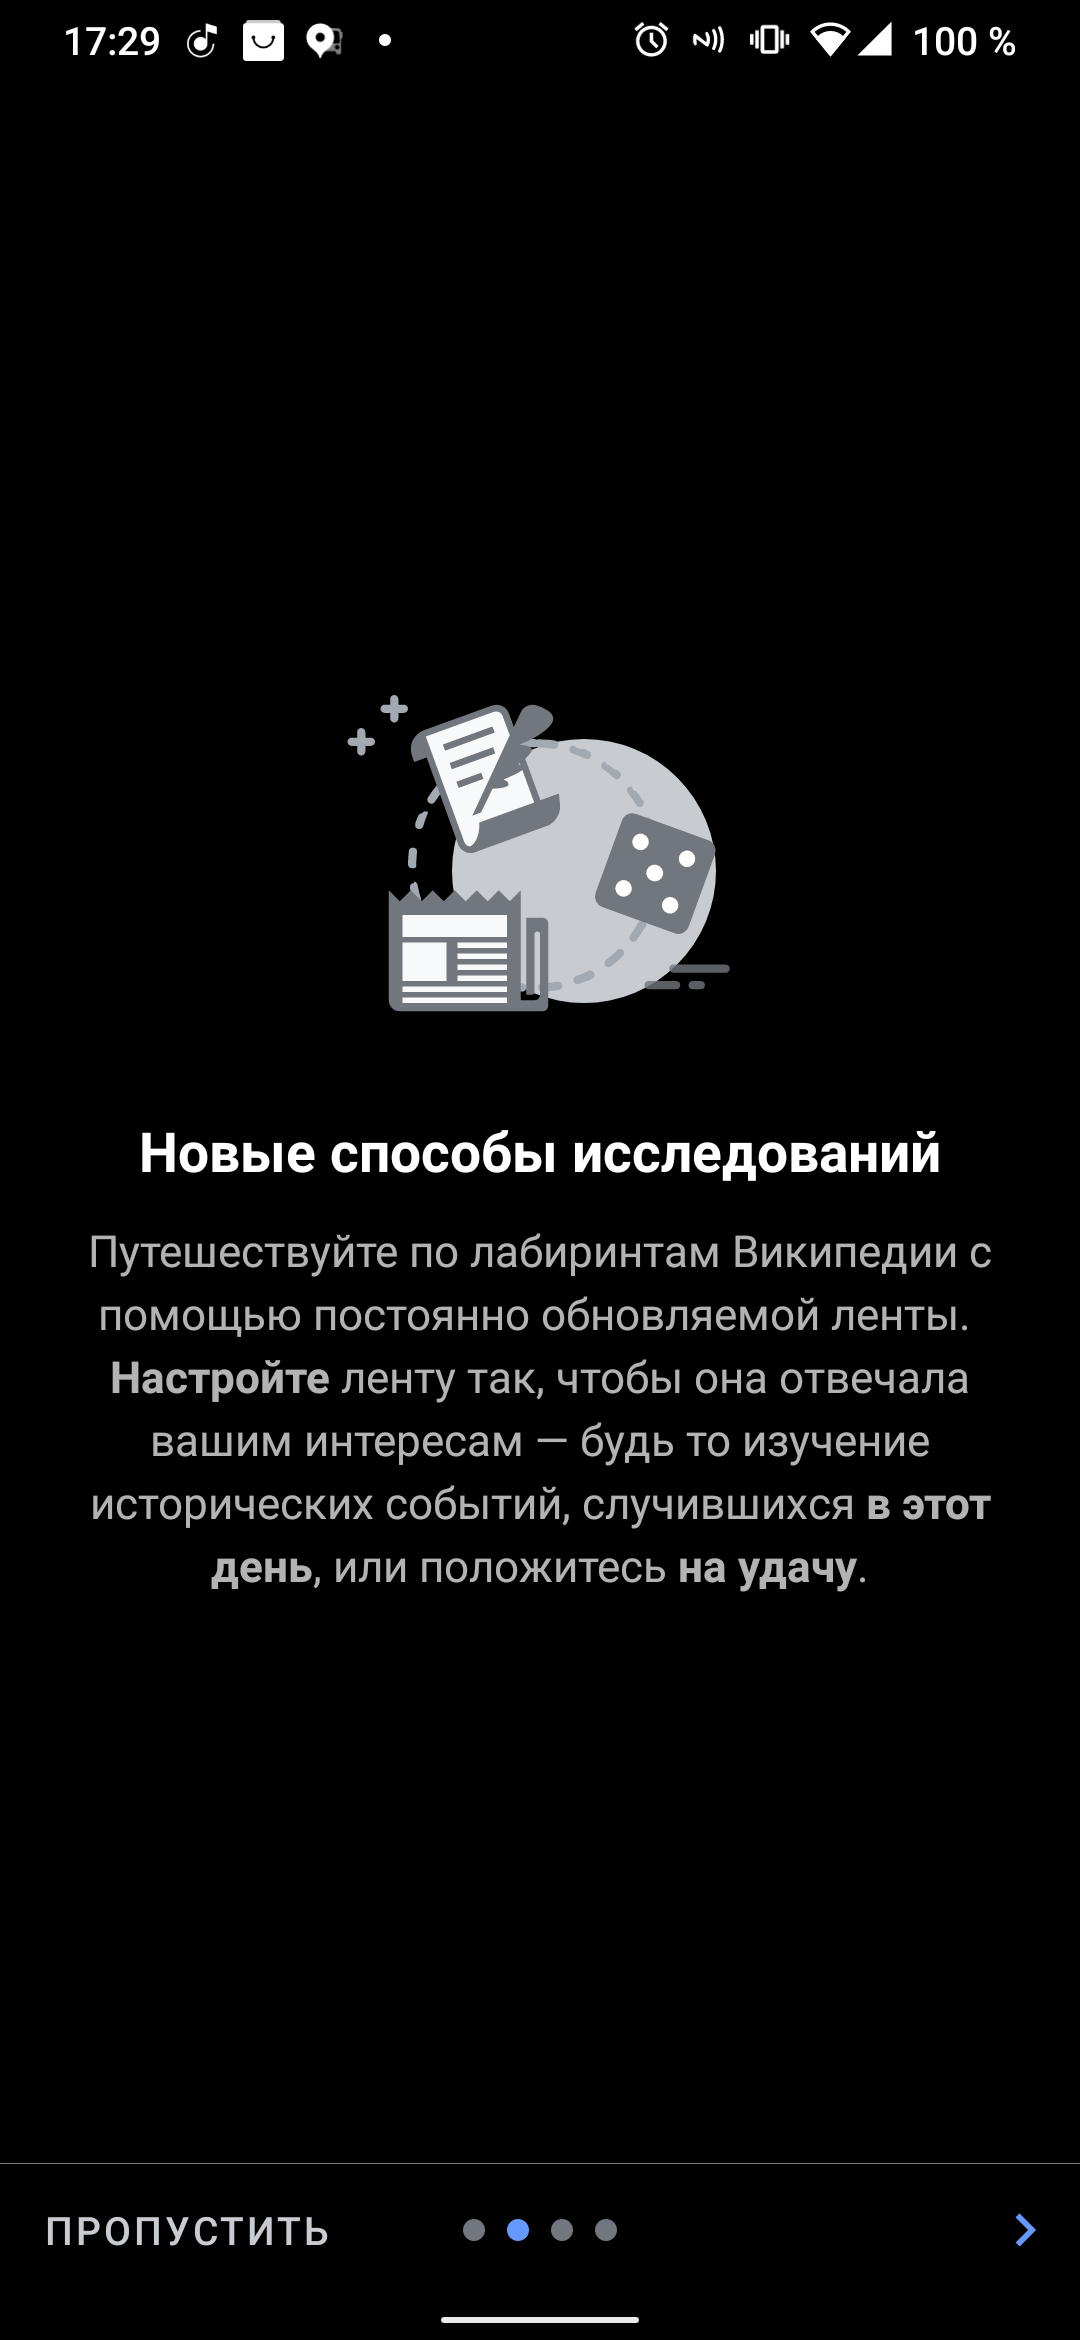 17:29 100 %
Новые способы исследований
Путешествуйте по лабиринтам Википедии с
помощью постоянно обновляемой ленты.
Настройте ленту так, чтобы она отвечала
вашим интересам — будь то изучение
исторических событий, случившихся в этот
день, или положитесь на удачу.
ПРОПУСТИТЬ